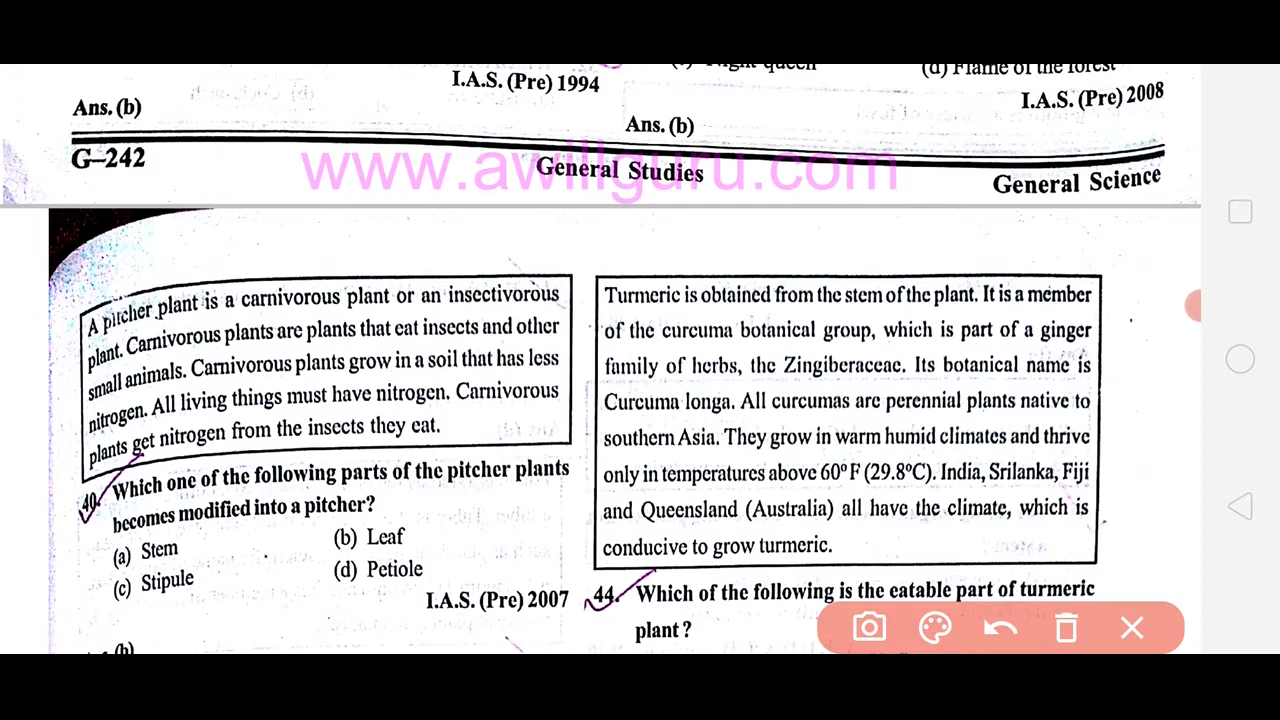 (d) Flame of the forest
I.A.S. (Pre) 1994
I.A.S. (Pre) 2008
Ans. (b)
Ans. (b)
G–242
General Studies
General Science
www.awillguru.com
A pitcher plant is a carnivorous plant or an insectivorous
plant. Carnivorous plants are plants that eat insects and other
small animals. Carnivorous plants grow in a soil that has less
nitrogen. All living things must have nitrogen. Carnivorous
plants get nitrogen from the insects they eat.
40. Which one of the following parts of the pitcher plants
becomes modified into a pitcher?
(a) Stem
(b) Leaf
(c) Stipule
(d) Petiole
I.A.S. (Pre) 2007
(b)
Turmeric is obtained from the stem of the plant. It is a member
of the curcuma botanical group, which is part of a ginger
family of herbs, the Zingiberaceae. Its botanical name is
Curcuma longa. All curcumas are perennial plants native to
southern Asia. They grow in warm humid climates and thrive
only in temperatures above 60º F (29.8ºC). India, Srilanka, Fiji
and Queensland (Australia) all have the climate, which is
conducive to grow turmeric.
44. Which of the following is the eatable part of turmeric
plant?